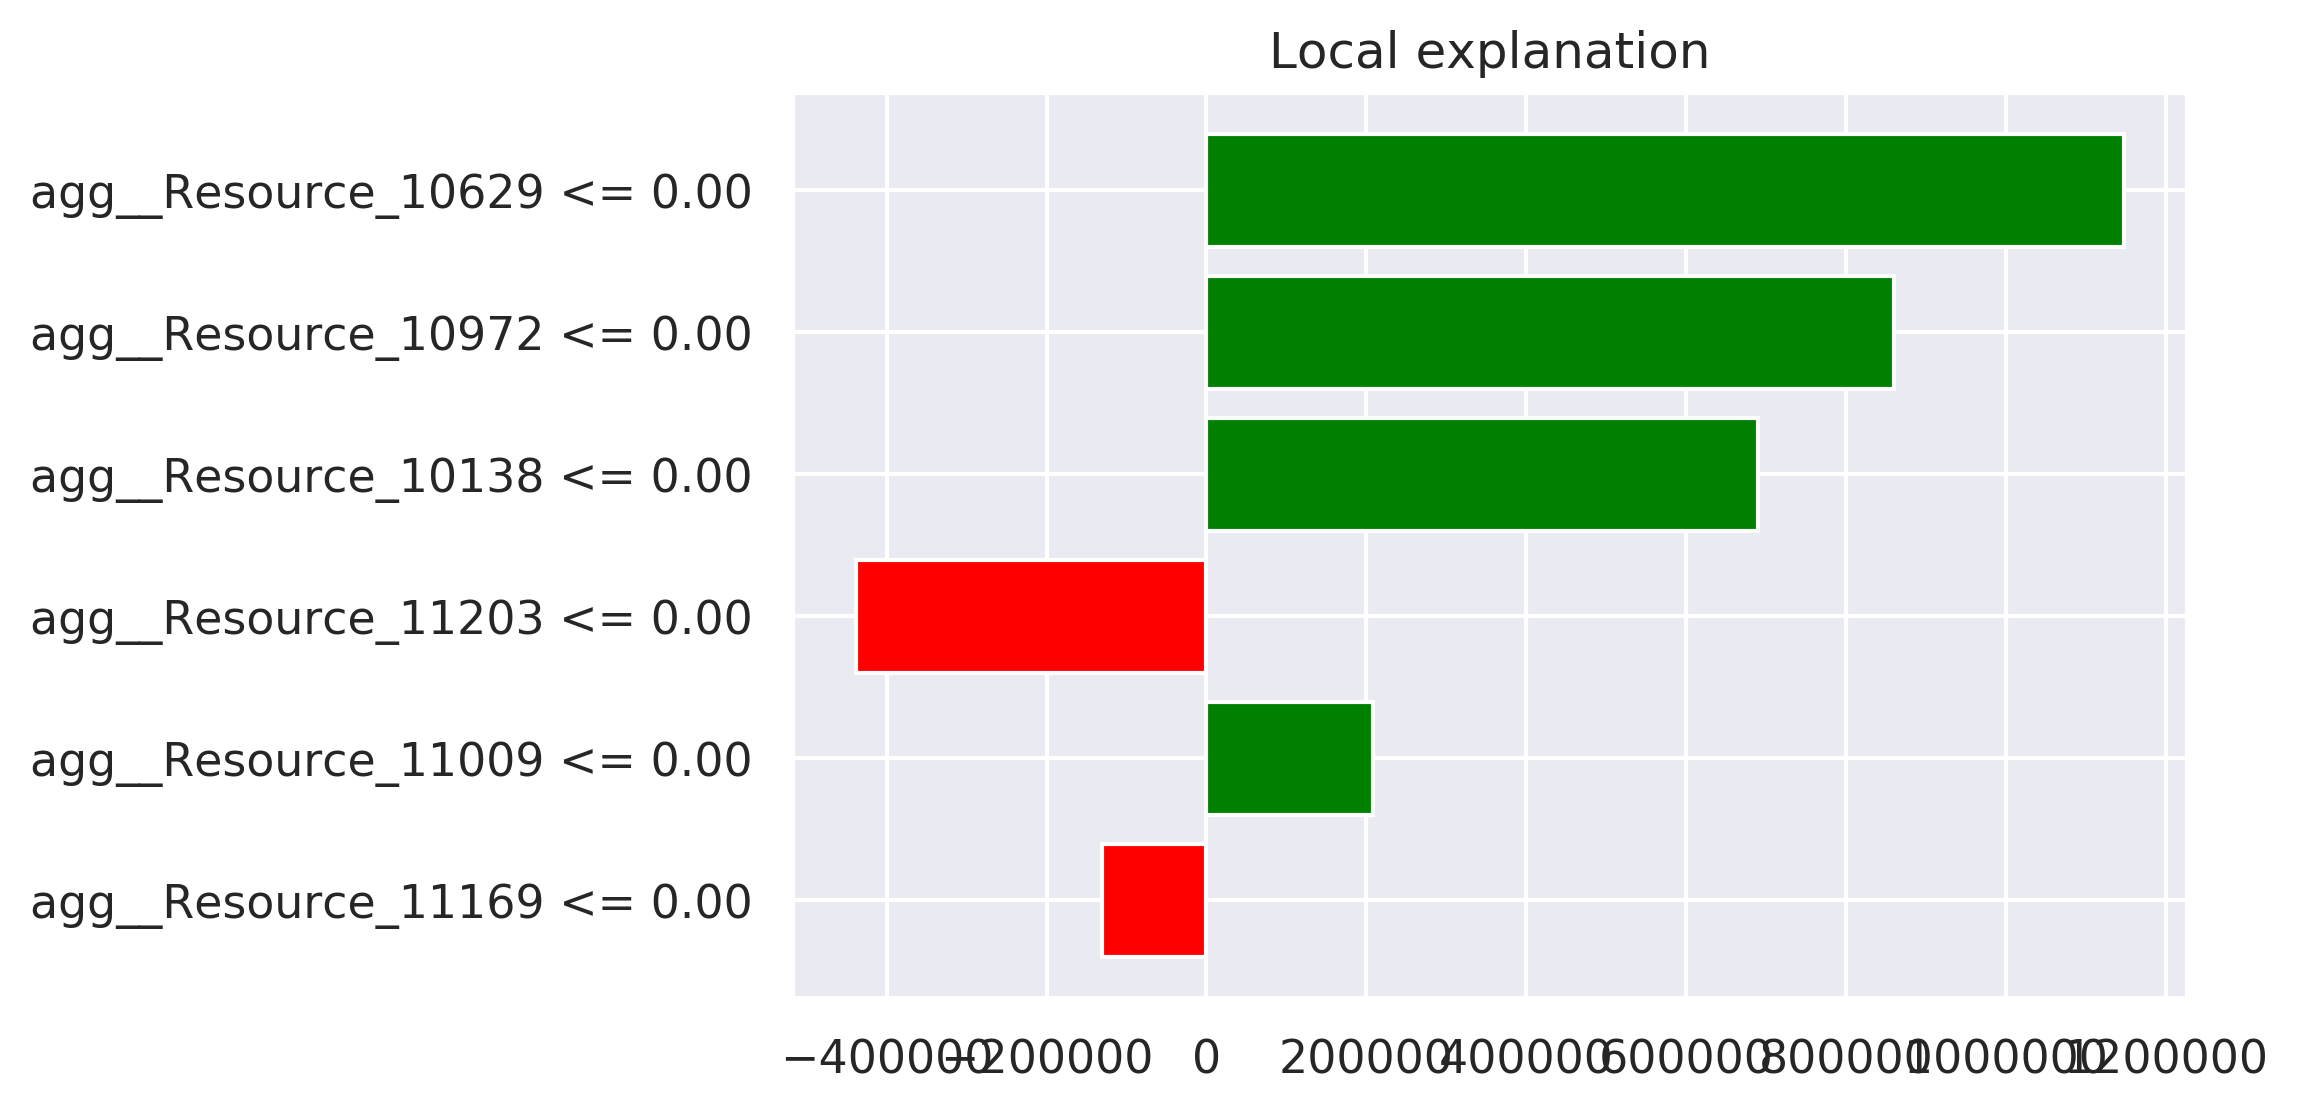 Local explanation
agg__Resource_10629 <= 0.00
agg__Resource_10972 <= 0.00
agg__Resource_10138 <= 0.00
agg__Resource_11203 <= 0.00
agg__Resource_11009 <= 0.00
agg__Resource_11169 <= 0.00
−400000 −200000 0 200000 400000 600000 800000 1000000 1200000